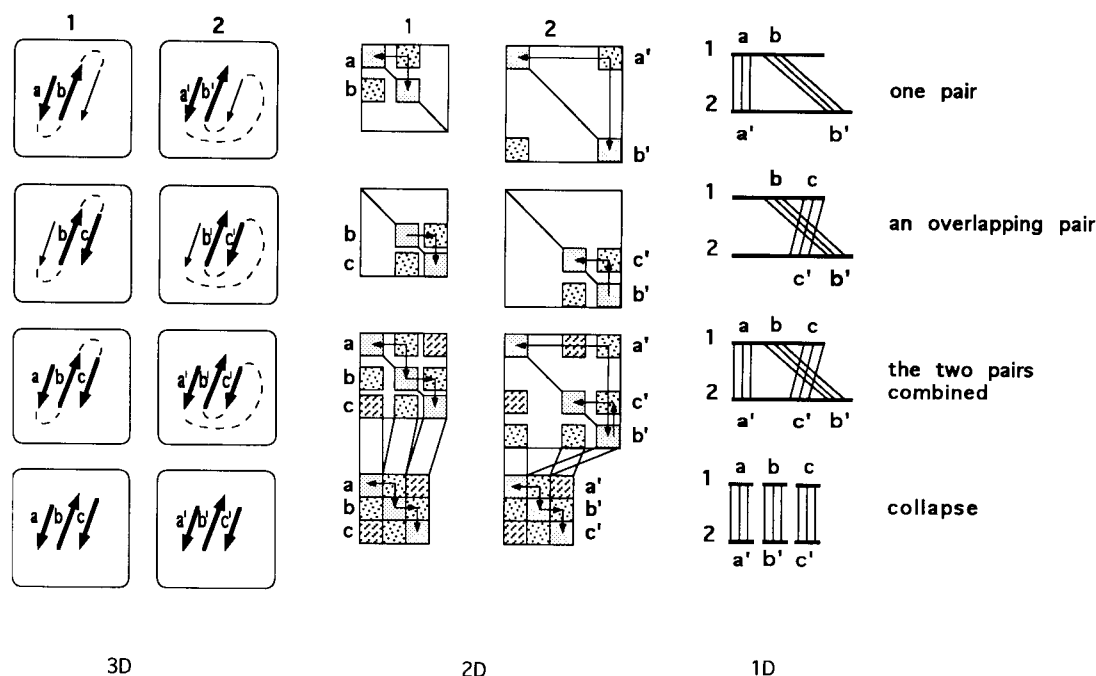 1 2 1 2 1 a b
a b a' b' a a' one pair
b b' 2 a' b'
b c b' c' b c' 1 b c an overlapping pair
c b' 2 c' b'
a b c a' b' c' a a' 1 a b c the two pairs
b c' combined
c b' 2 a' c' b'
a b c a' b' c' a a' 1 a b c collapse
b b'
c c' 2 a' b' c'
3D 2D 1D